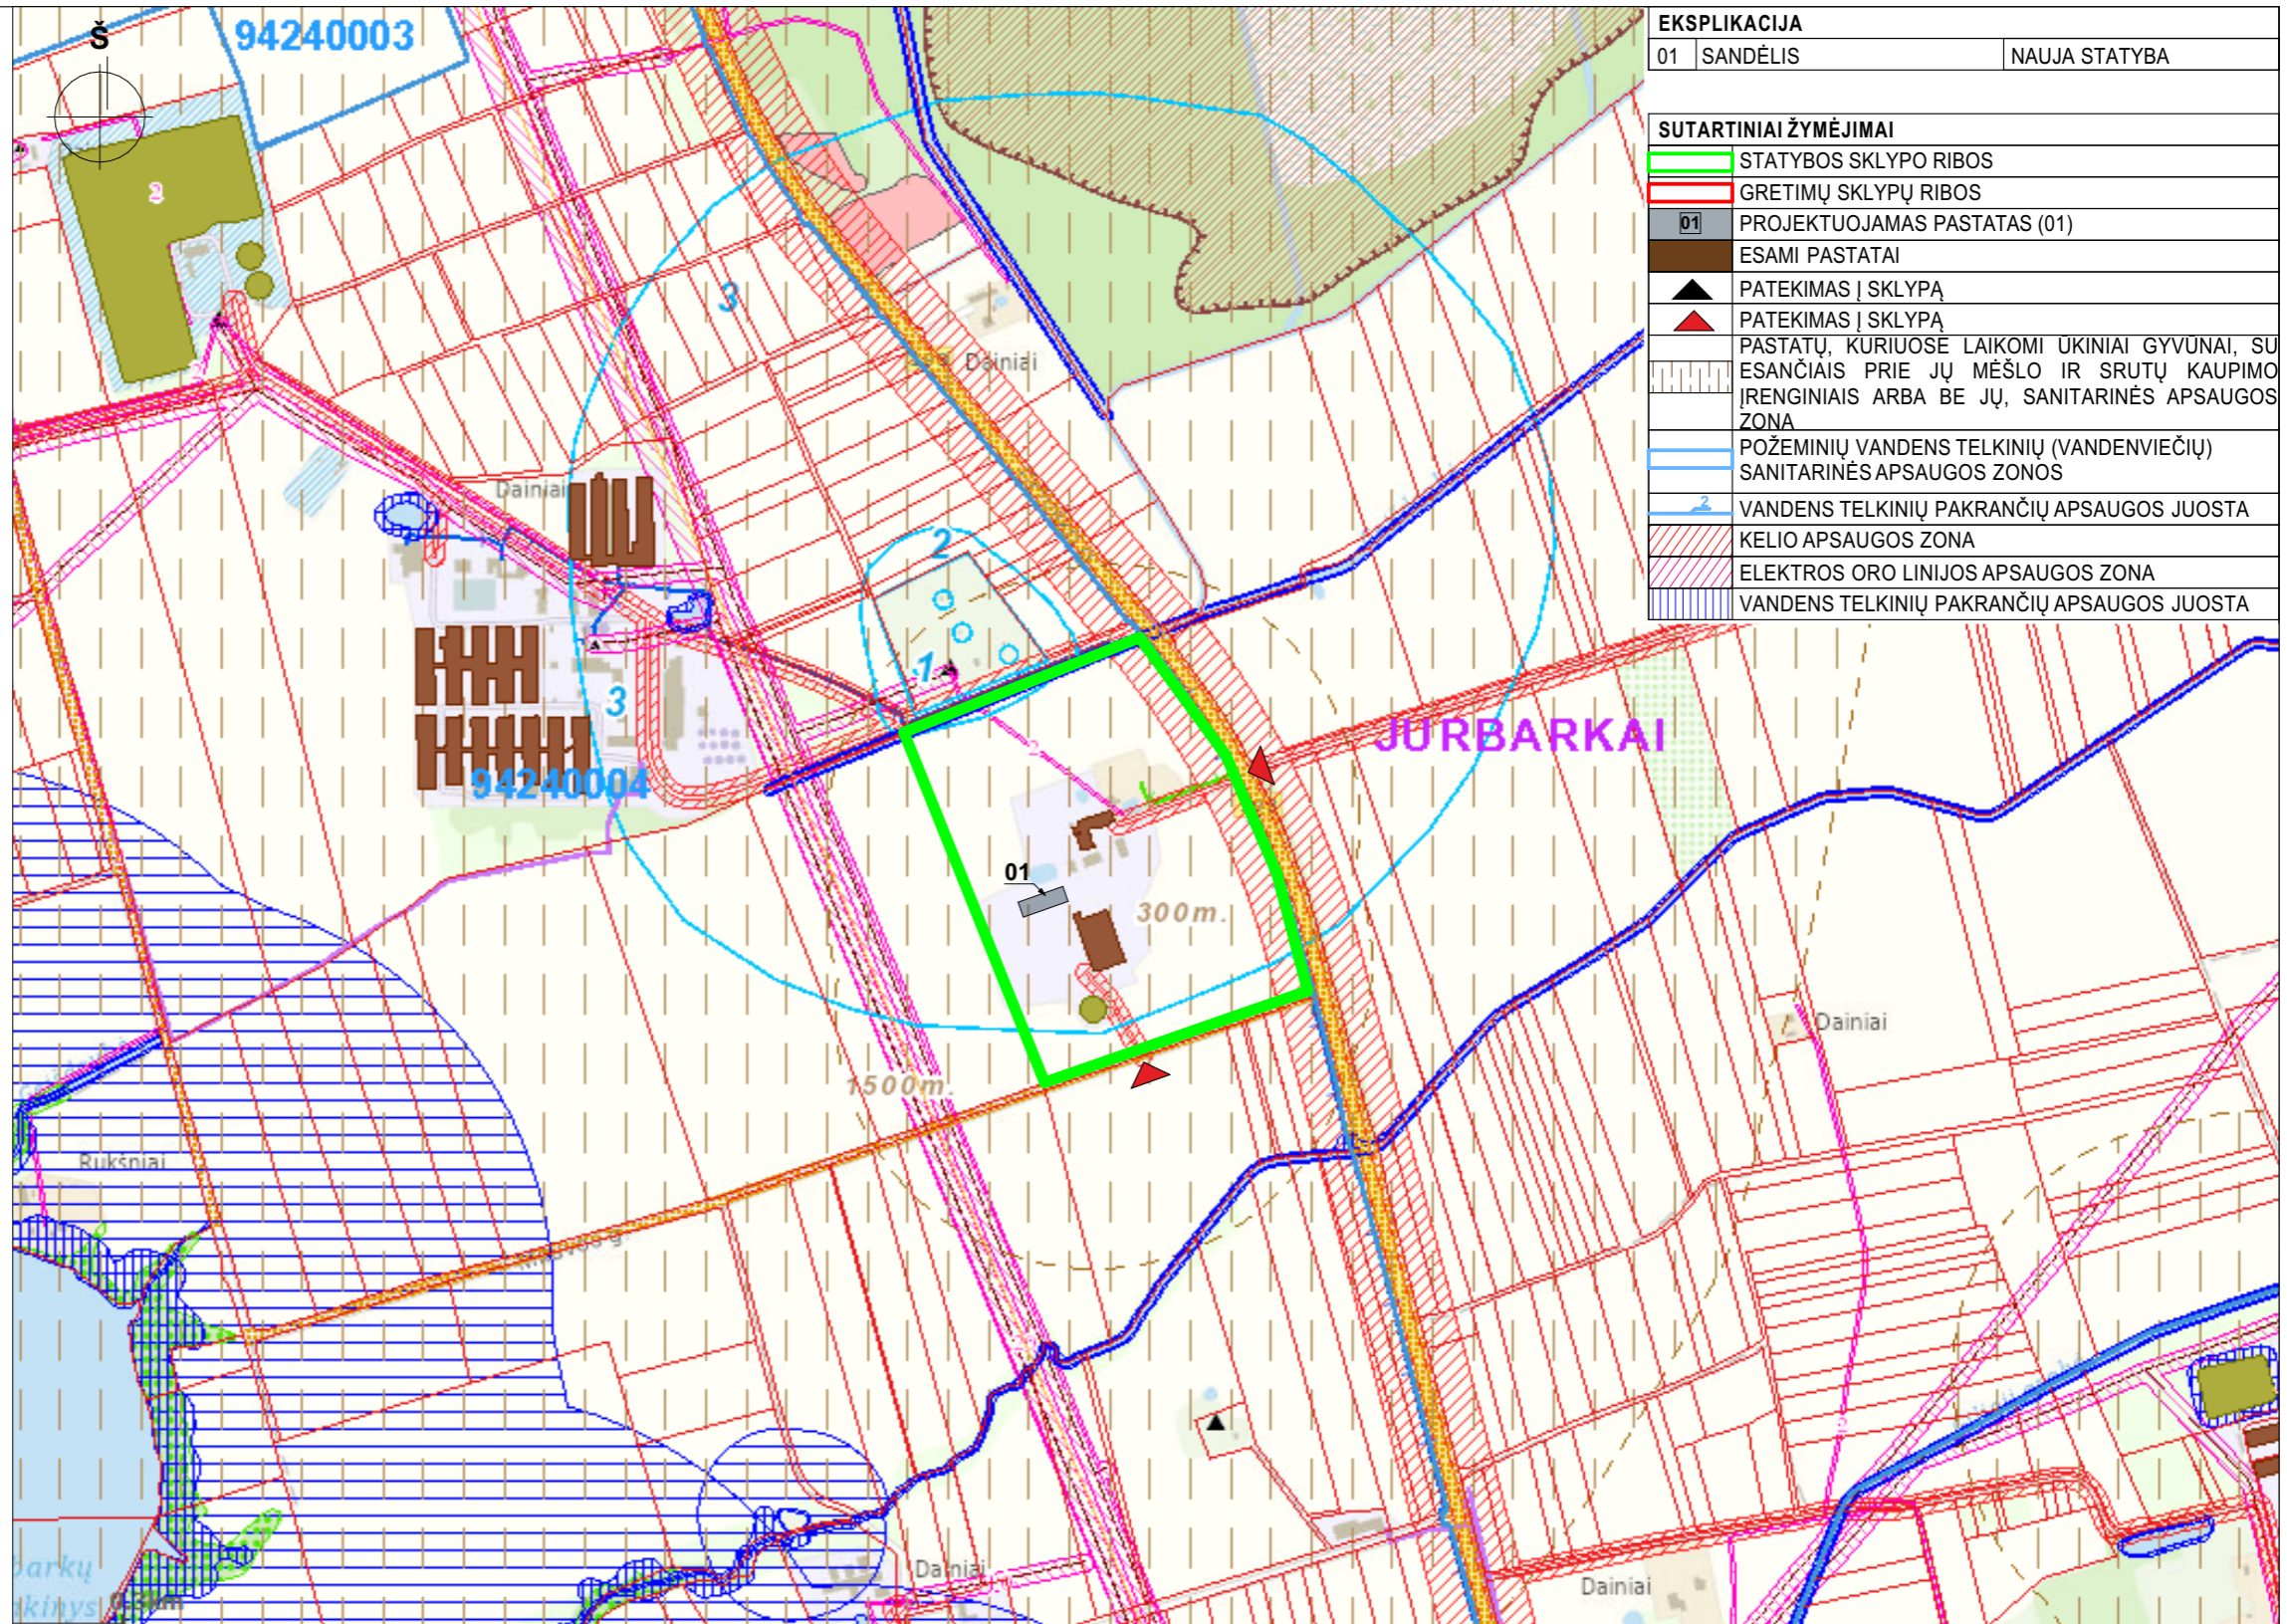 Š
94240003
EKSPLIKACIJA
01 SANDĖLIS NAUJA STATYBA
SUTARTINIAI ŽYMĖJIMAI
STATYBOS SKLYPO RIBOS
GRETIMŲ SKLYPŲ RIBOS
01 PROJEKTUOJAMAS PASTATAS (01)
ESAMI PASTATAI
PATEKIMAS Į SKLYPĄ
PATEKIMAS Į SKLYPĄ
PASTATŲ, KURIUOSE LAIKOMI ŪKINIAI GYVŪNAI, SU
ESANČIAIS PRIE JŲ MĖŠLO IR SRUTŲ KAUPIMO
ĮRENGINIAIS ARBA BE JŲ, SANITARINĖS APSAUGOS
ZONA
POŽEMINIŲ VANDENS TELKINIŲ (VANDENVIEČIŲ)
SANITARINĖS APSAUGOS ZONOS
2 VANDENS TELKINIŲ PAKRANČIŲ APSAUGOS JUOSTA
KELIO APSAUGOS ZONA
ELEKTROS ORO LINIJOS APSAUGOS ZONA
VANDENS TELKINIŲ PAKRANČIŲ APSAUGOS JUOSTA
2
3
Dainiai
Dainiai
2
1
3
JURBARKAI
94240004
01
300m.
Dainiai
1500m.
Rukšniai
Dainiai
Dainiai
barkų
kinys